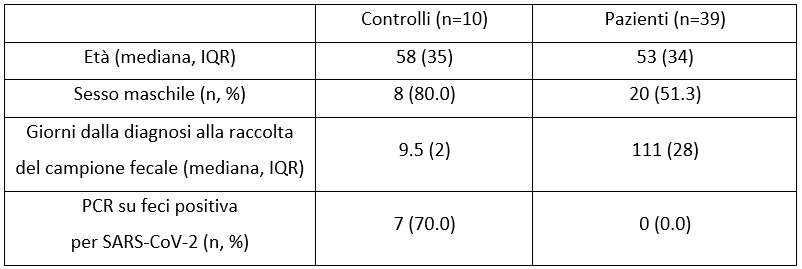 Controlli (n=10) Pazienti (n=39)
Età (mediana, IQR) 58 (35) 53 (34)
Sesso maschile (n, %) 8 (80.0) 20 (51.3)
Giorni dalla diagnosi alla raccolta
del campione fecale (mediana, IQR) 9.5 (2) 111 (28)
PCR su feci positiva
per SARS-CoV-2 (n, %) 7 (70.0) 0 (0.0)